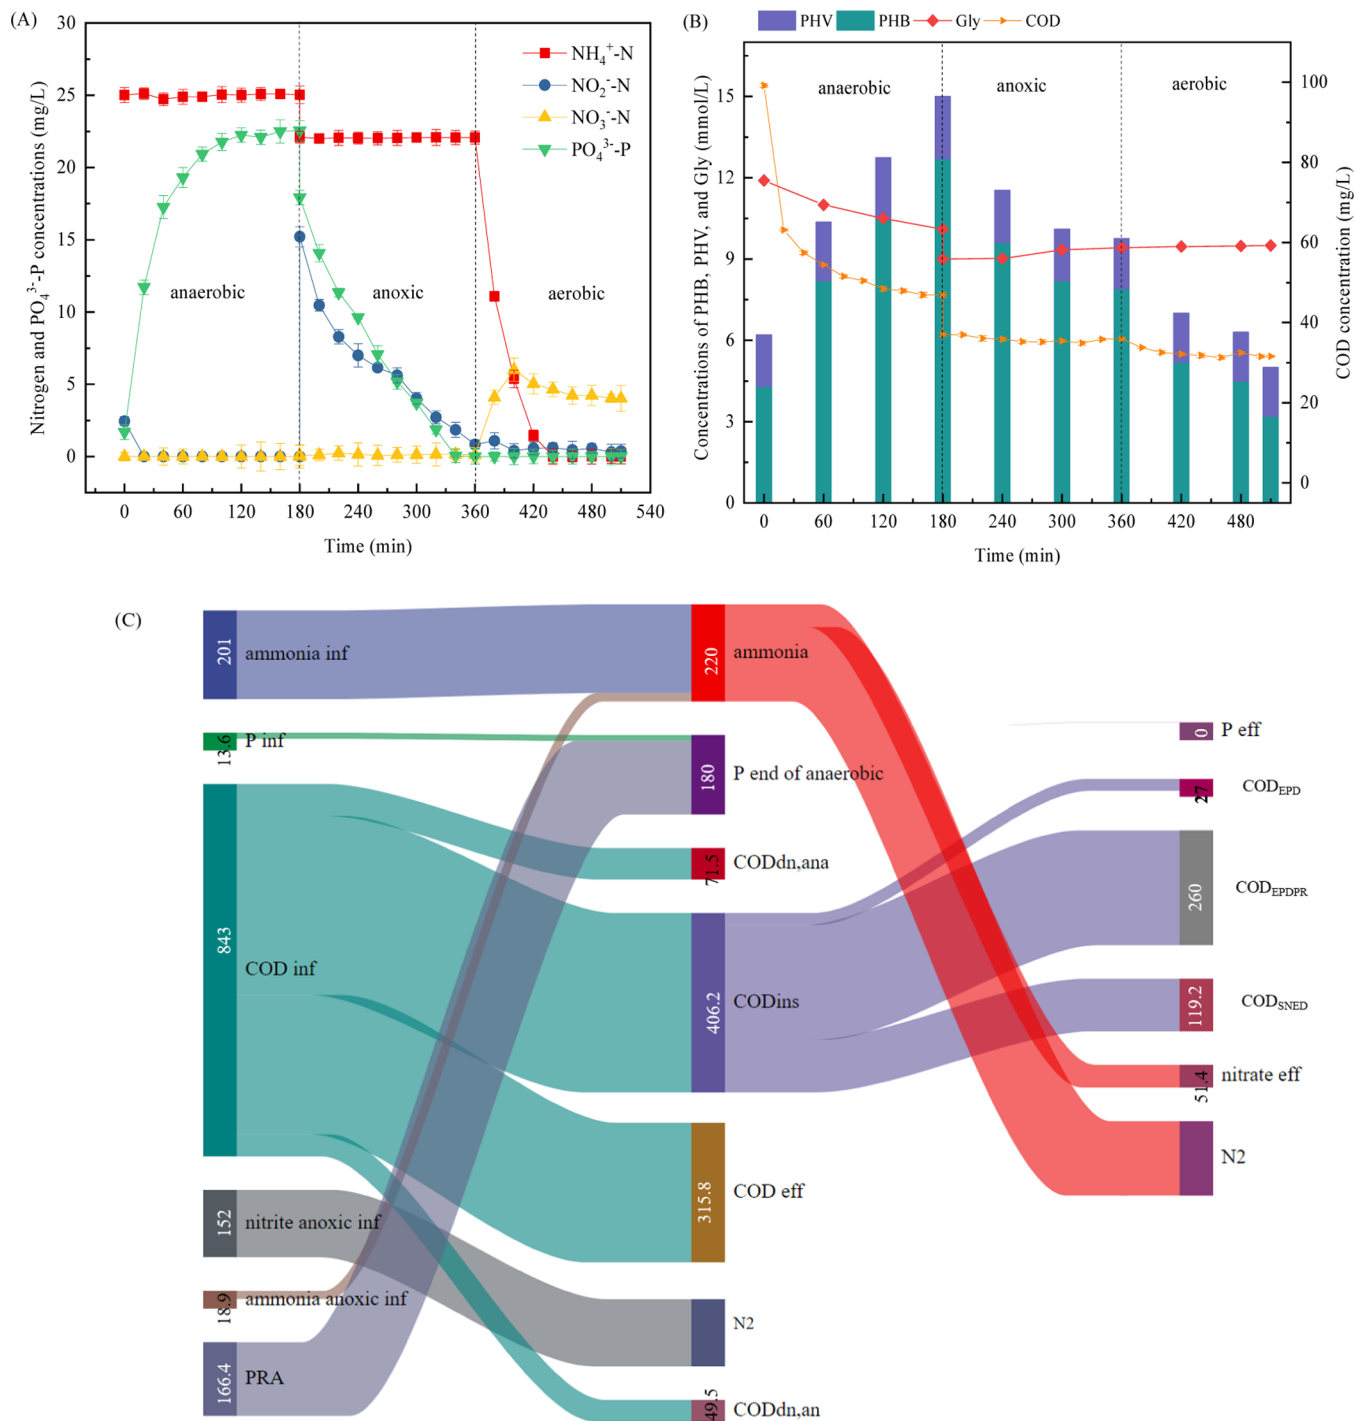 (A)
30
25
20
15
10
5
0
Nitrogen and PO₄³⁻-P concentrations (mg/L)
NH₄⁺-N
NO₂⁻-N
NO₃⁻-N
PO₄³⁻-P
anaerobic
anoxic
aerobic
0 60 120 180 240 300 360 420 480 540
Time (min)
(B)
PHV PHB Gly COD
anaerobic
anoxic
aerobic
15
12
9
6
3
0
Concentrations of PHB, PHV, and Gly (mmol/L)
100
80
60
40
20
0
COD concentration (mg/L)
0 60 120 180 240 300 360 420 480
Time (min)
(C)
201 ammonia inf
13.6 P inf
843 COD inf
152 nitrite anoxic inf
18.9 ammonia anoxic inf
166.4 PRA
220 ammonia
180 P end of anaerobic
71.5 CODdn,ana
406.2 CODins
315.8 COD eff
N2
49.5 CODdn,an
0 P eff
27 COD_EPD
260 COD_EPDPR
119.2 COD_SNED
51.4 nitrate eff
N2